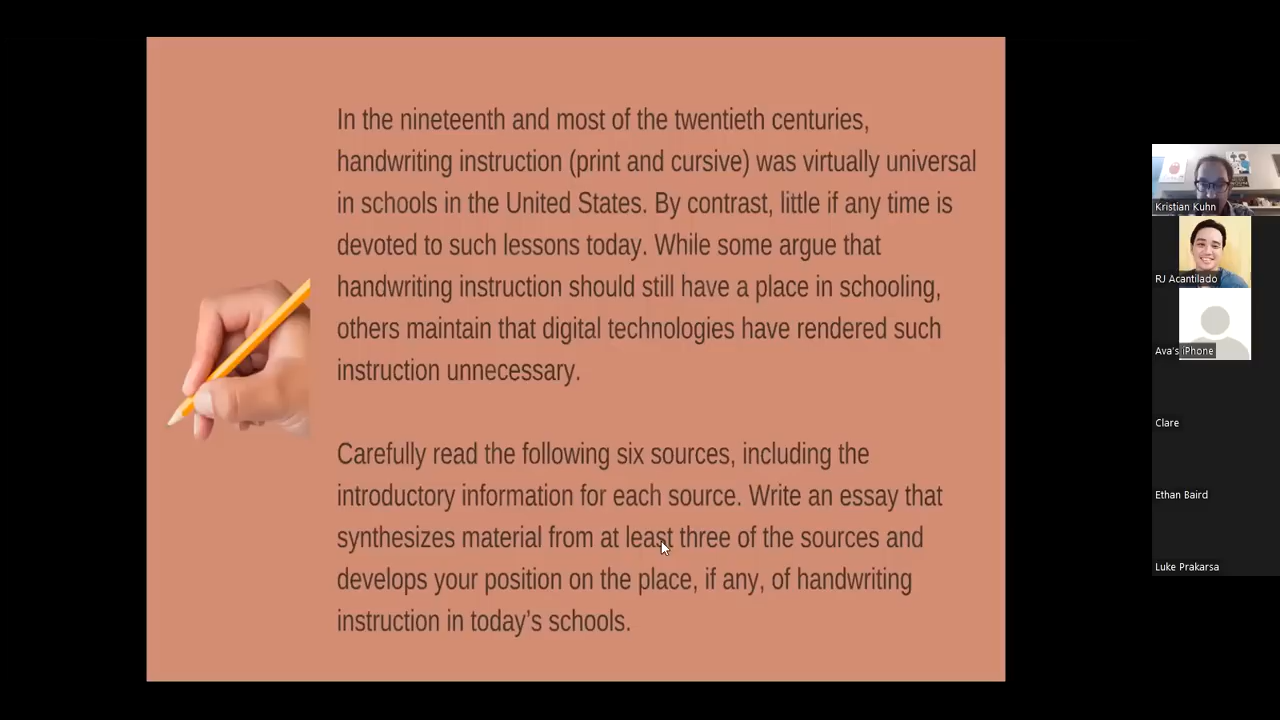 In the nineteenth and most of the twentieth centuries,
handwriting instruction (print and cursive) was virtually universal
in schools in the United States. By contrast, little if any time is
devoted to such lessons today. While some argue that
handwriting instruction should still have a place in schooling,
others maintain that digital technologies have rendered such
instruction unnecessary.
Carefully read the following six sources, including the
introductory information for each source. Write an essay that
synthesizes material from at least three of the sources and
develops your position on the place, if any, of handwriting
instruction in today’s schools.
Kristian Kuhn
RJ Acantilado
Ava's iPhone
Clare
Ethan Baird
Luke Prakarsa